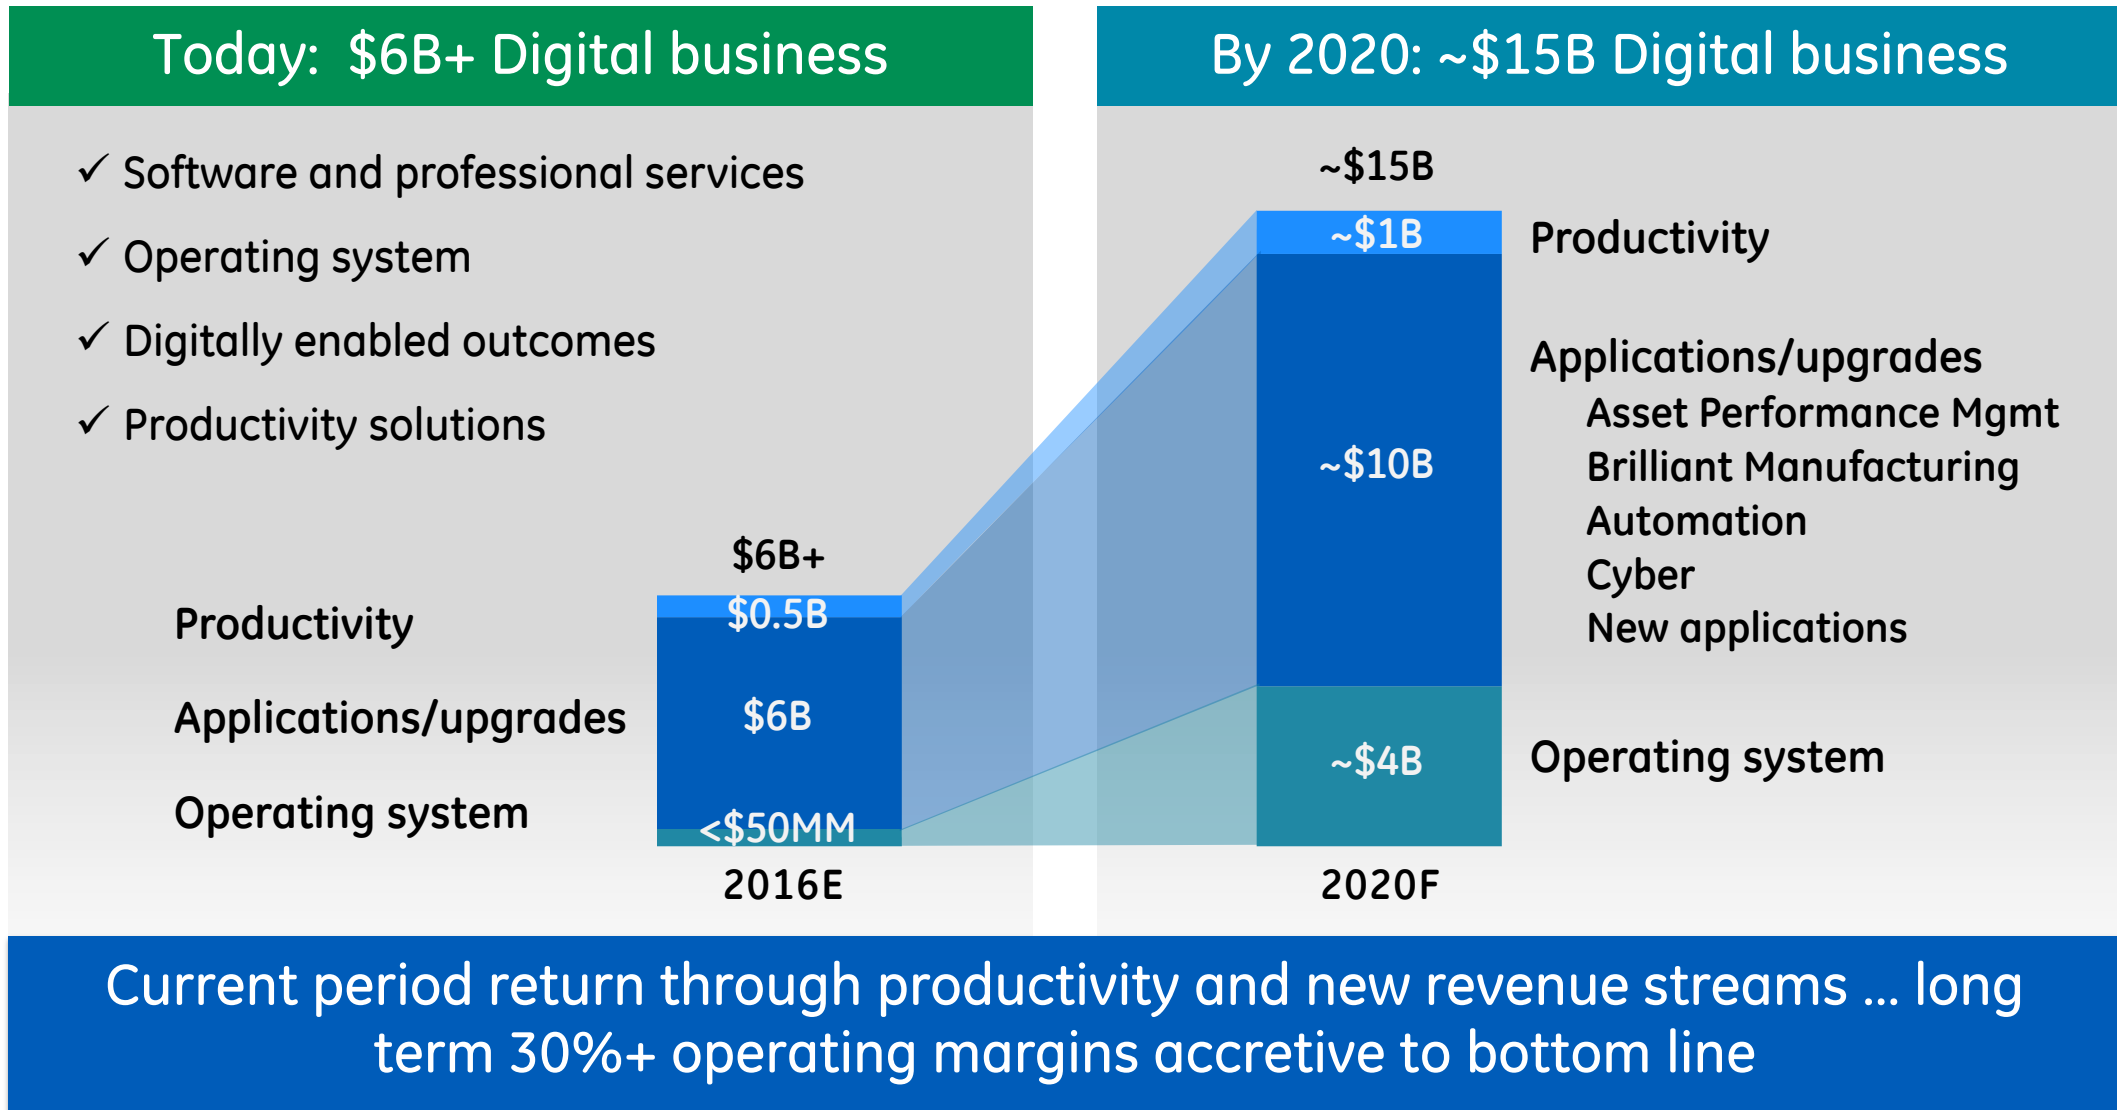 Today:  $6B+ Digital business
✓ Software and professional services
✓ Operating system
✓ Digitally enabled outcomes
✓ Productivity solutions
$6B+
Productivity
$0.5B
Applications/upgrades
$6B
Operating system
<$50MM
2016E
By 2020: ~$15B Digital business
~$15B
~$1B
Productivity
Applications/upgrades
Asset Performance Mgmt
~$10B
Brilliant Manufacturing
Automation
Cyber
New applications
~$4B
Operating system
2020F
Current period return through productivity and new revenue streams ... long
term 30%+ operating margins accretive to bottom line